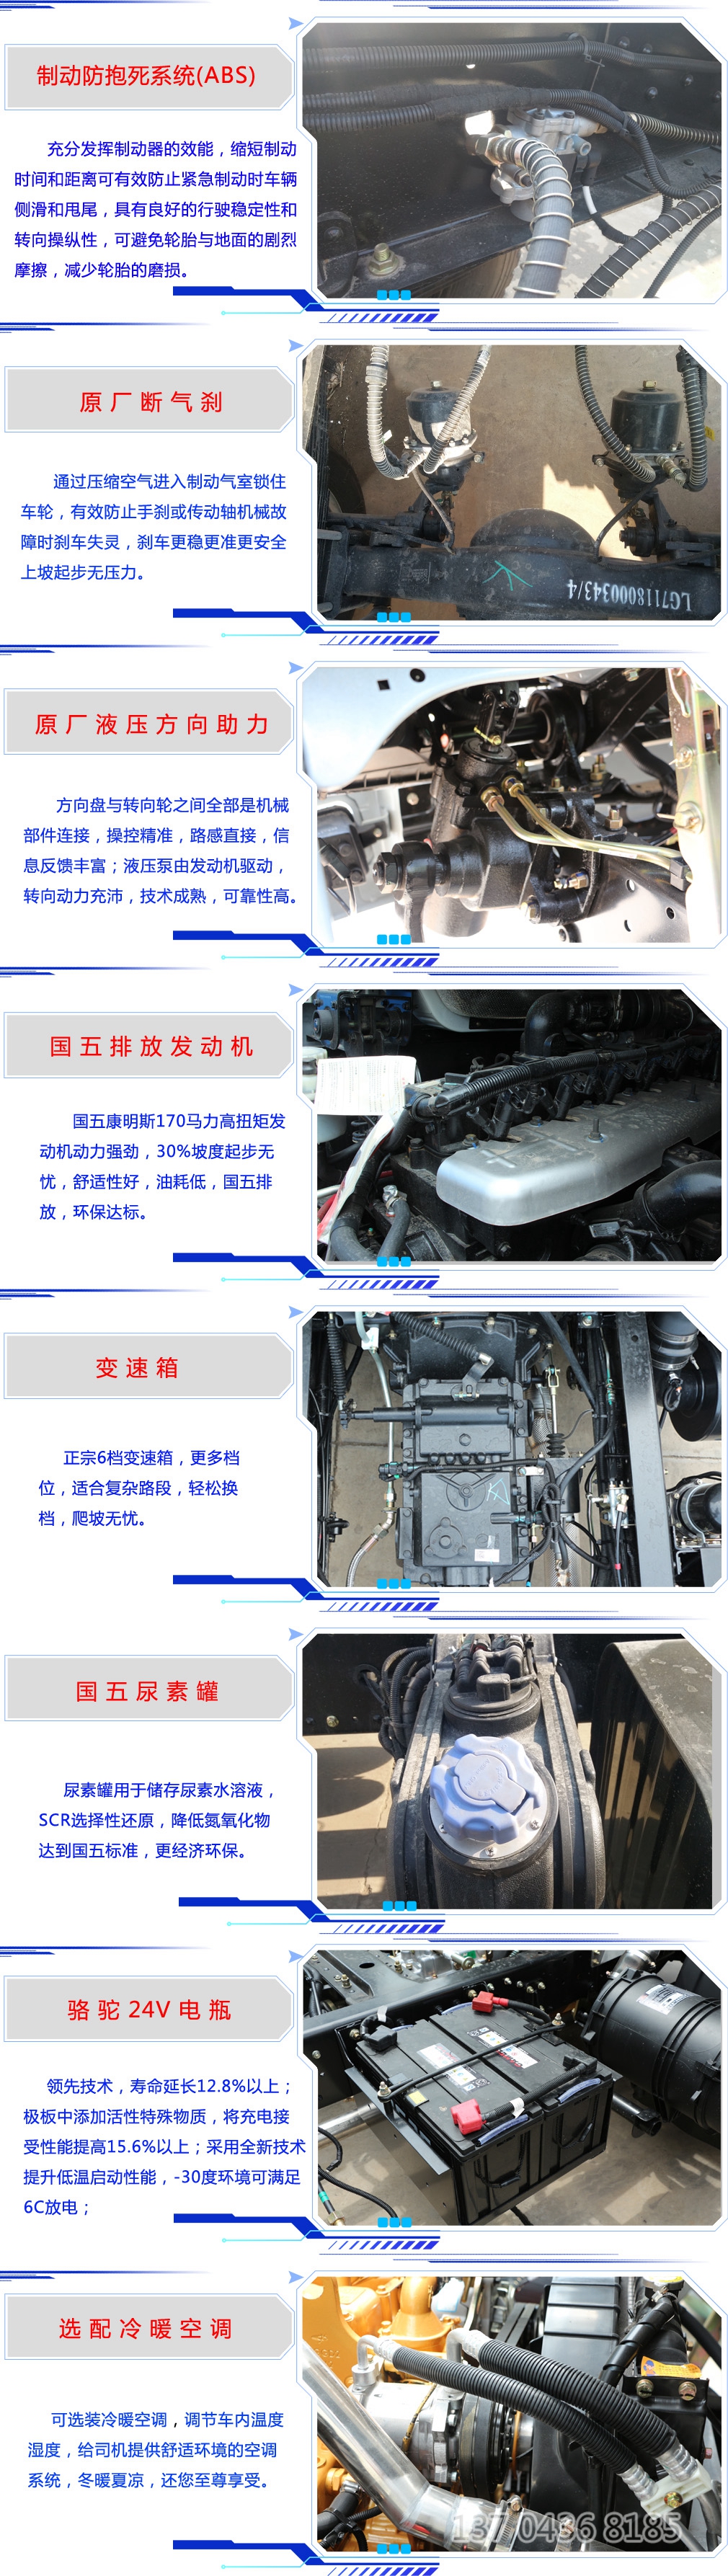 制动防抱死系统(ABS)
充分发挥制动器的效能，缩短制动
时间和距离可有效防止紧急制动时车辆
侧滑和甩尾，具有良好的行驶稳定性和
转向操纵性，可避免轮胎与地面的剧烈
摩擦，减少轮胎的磨损。
原厂断气刹
通过压缩空气进入制动气室锁住
车轮，有效防止手刹或传动轴机械故
障时刹车失灵，刹车更稳更准更安全
上坡起步无压力。
LG7118000343/4
原厂液压方向助力
方向盘与转向轮之间全部是机械
部件连接，操控精准，路感直接，信
息反馈丰富；液压泵由发动机驱动，
转向动力充沛，技术成熟，可靠性高。
国五排放发动机
国五康明斯170马力高扭矩发
动机动力强劲，30%坡度起步无
忧，舒适性好，油耗低，国五排
放，环保达标。
变速箱
正宗6档变速箱，更多档
位，适合复杂路段，轻松换
档，爬坡无忧。
国五尿素罐
尿素罐用于储存尿素水溶液，
SCR选择性还原，降低氮氧化物
达到国五标准，更经济环保。
骆驼24V电瓶
领先技术，寿命延长12.8%以上；
极板中添加活性特殊物质，将充电接
受性能提高15.6%以上；采用全新技术
提升低温启动性能，-30度环境可满足
6C放电；
选配冷暖空调
可选装冷暖空调，调节车内温度
湿度，给司机提供舒适环境的空调
系统，冬暖夏凉，还您至尊享受。
137 0436 8185